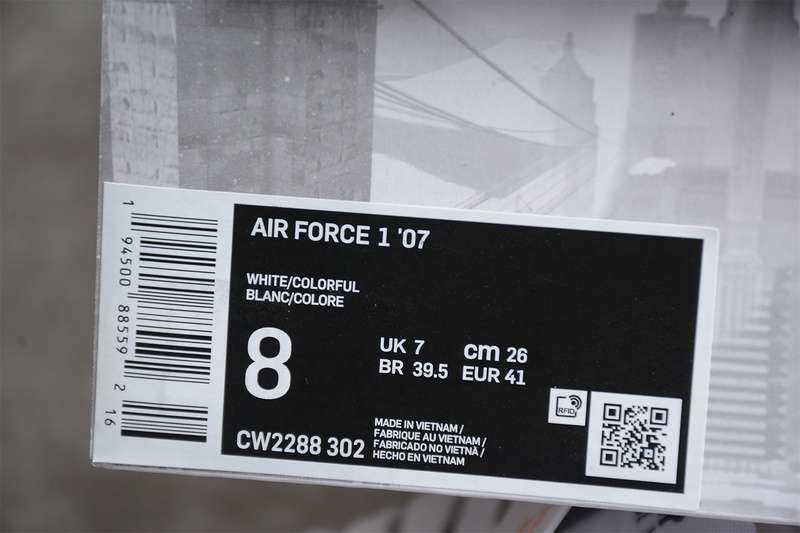 AIR FORCE 1 '07
WHITE/COLORFUL
BLANC/COLORE
8
UK 7 cm 26
BR 39.5 EUR 41
RFID
CW2288 302
MADE IN VIETNAM /
FABRIQUE AU VIETNAM /
FABRICADO NO VIETNÃ /
HECHO EN VIETNAM
1 94500 88559 2 16